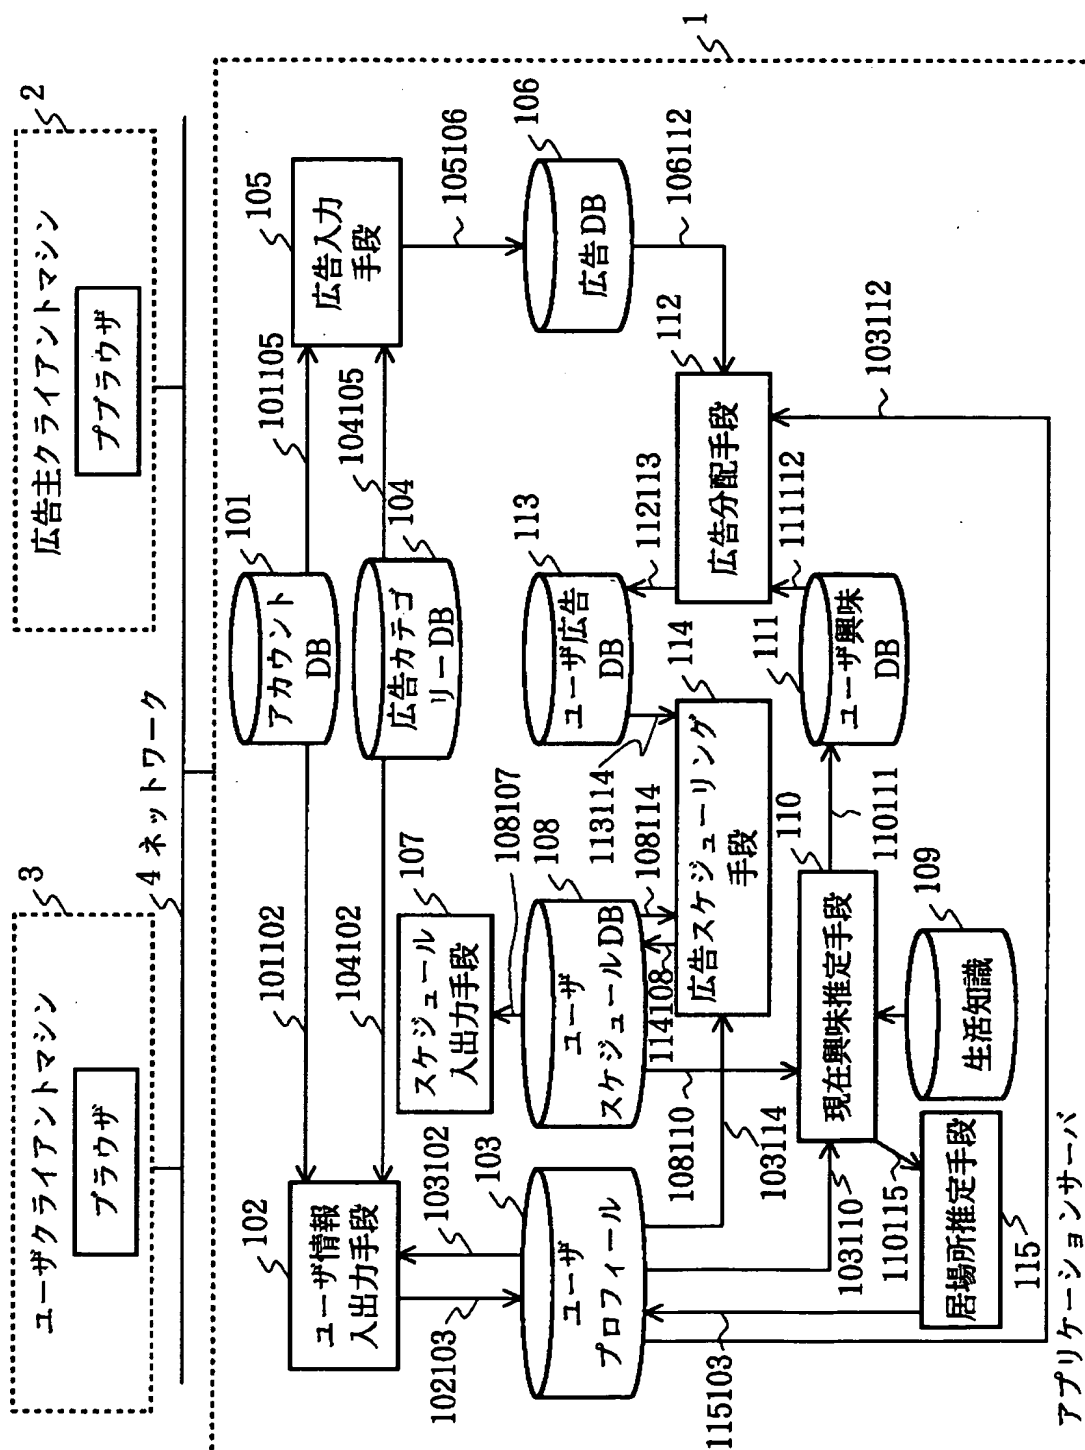 ユーザクライアントマシン
3
ブラウザ
広告主クライアントマシン
2
ププラウザ
4 ネットワーク
1
102
ユーザ情報
入出力手段
101102
104102
101
アカウント
DB
104
広告カテゴ
リーDB
101105
104105
105
広告入力
手段
105106
102103
103102
103
ユーザ
プロフィール
107
スケジュール
入出力手段
108107
108
ユーザ
スケジュールDB
113
ユーザ広告
DB
112113
106
広告DB
106112
114108
108114
113114
114
広告スケジューリング
手段
112
広告分配手段
111112
103112
108110
103114
103110
110
現在興味推定手段
110111
111
ユーザ興味
DB
109
生活知識
110115
居場所推定手段
115
115103
アプリケーションサーバ